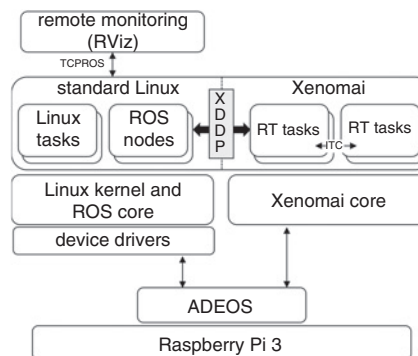 remote monitoring
(RViz)
TCPROS
standard Linux
Xenomai
X
D
D
P
Linux
tasks
ROS
nodes
RT tasks
RT tasks
ITC
Linux kernel and
ROS core
Xenomai core
device drivers
ADEOS
Raspberry Pi 3